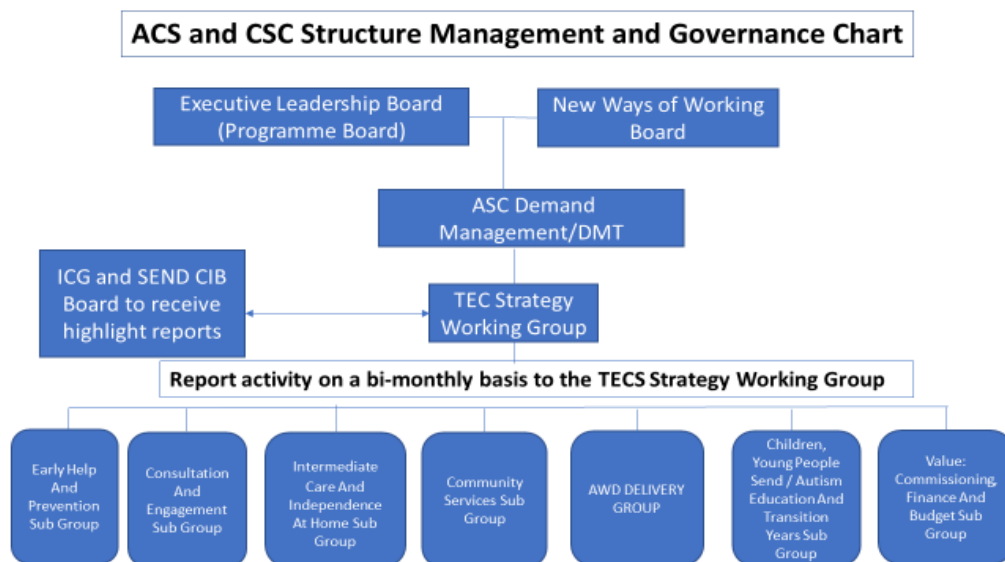 ACS and CSC Structure Management and Governance Chart
Executive Leadership Board
(Programme Board)
New Ways of Working
Board
ASC Demand
Management/DMT
ICG and SEND CIB
Board to receive
highlight reports
TEC Strategy
Working Group
Report activity on a bi-monthly basis to the TECS Strategy Working Group
Early Help
And
Prevention
Sub Group
Consultation
And
Engagement
Sub Group
Intermediate
Care And
Independence
At Home Sub
Group
Community
Services Sub
Group
AWD DELIVERY
GROUP
Children,
Young People
Send / Autism
Education And
Transition
Years Sub
Group
Value:
Commissioning,
Finance And
Budget Sub
Group